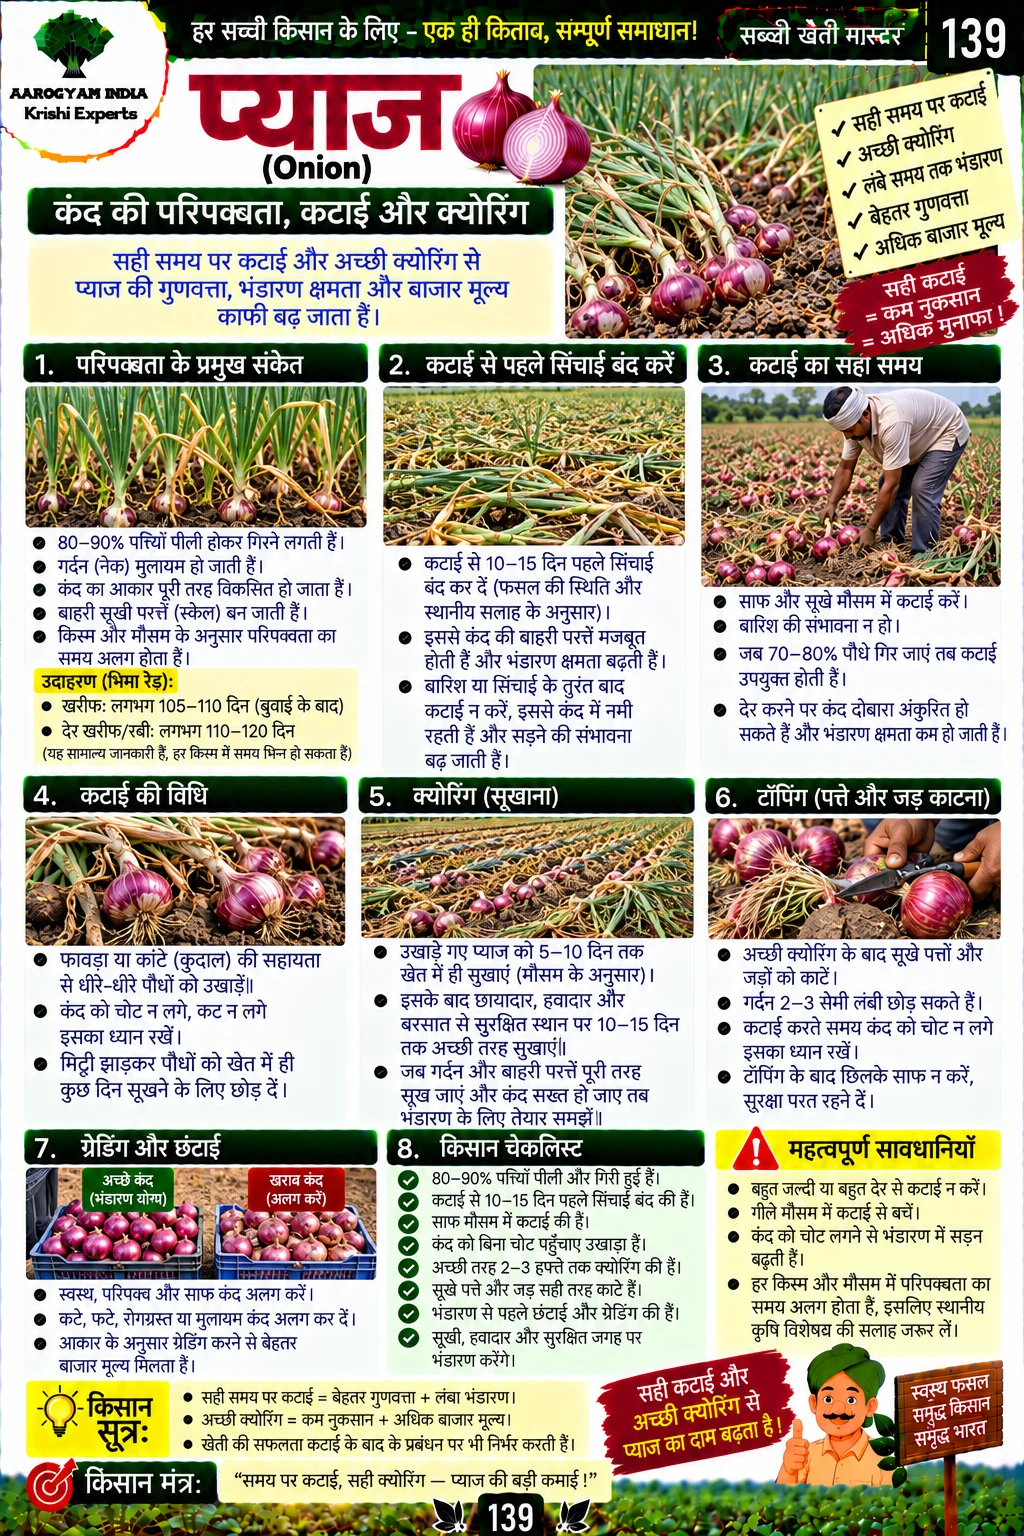 AAROGYAM INDIA
Krishi Experts
हर सच्ची किसान के लिए – एक ही किताब, सम्पूर्ण समाधान!
सब्जी खेती मास्टर
139
प्याज
(Onion)
कंद की परिपक्वता, कटाई और क्योरिंग
सही समय पर कटाई और अच्छी क्योरिंग से
प्याज की गुणवत्ता, भंडारण क्षमता और बाजार मूल्य
काफी बढ़ जाता हैं।
✓ सही समय पर कटाई
✓ अच्छी क्योरिंग
✓ लंबे समय तक भंडारण
✓ बेहतर गुणवत्ता
✓ अधिक बाजार मूल्य
सही कटाई
= कम नुकसान
= अधिक मुनाफा !
1. परिपक्वता के प्रमुख संकेत
80–90% पत्तियाँ पीली होकर गिरने लगती हैं।
गर्दन (नेक) मुलायम हो जाती हैं।
कंद का आकार पूरी तरह विकसित हो जाता हैं।
बाहरी सूखी परतें (स्केल) बन जाती हैं।
किस्म और मौसम के अनुसार परिपक्वता का
समय अलग होता हैं।
उदाहरण (भिमा रेड़):
खरीफ: लगभग 105–110 दिन (बुवाई के बाद)
देर खरीफ/रबी: लगभग 110–120 दिन
(यह सामाल्य जानकारी हैं, हर किस्म में समय भिन्न हो सकता हैं)
2. कटाई से पहले सिंचाई बंद करें
कटाई से 10–15 दिन पहले सिंचाई
बंद कर दें (फसल की स्थिति और
स्थानीय सलाह के अनुसार)।
इससे कंद की बाहरी परतें मजबूत
होती हैं और भंडारण क्षमता बढ़ती हैं।
बारिश या सिंचाई के तुरंत बाद
कटाई न करें, इससे कंद में नमी
रहती हैं और सड़ने की संभावना
बढ़ जाती हैं।
3. कटाई का सही समय
साफ और सूखे मौसम में कटाई करें।
बारिश की संभावना न हो।
जब 70–80% पौधे गिर जाएं तब कटाई
उपयुक्त होती हैं।
देर करने पर कंद दोबारा अंकुरित हो
सकते हैं और भंडारण क्षमता कम हो जाती हैं।
4. कटाई की विधि
फावड़ा या कांटे (कुदाल) की सहायता
से धीरे-धीरे पौधों को उखाड़ें॥
कंद को चोट न लगे, कट न लगे
इसका ध्यान रखें।
मिट्टी झाड़कर पौधों को खेत में ही
कुछ दिन सूखने के लिए छोड़ दें।
5. क्योरिंग (सूखाना)
उखाड़े गए प्याज को 5–10 दिन तक
खेत में ही सुखाएं (मौसम के अनुसार)।
इसके बाद छायादार, हवादार और
बरसात से सुरक्षित स्थान पर 10–15 दिन
तक अच्छी तरह सुखाएं॥
जब गर्दन और बाहरी परतें पूरी तरह
सूख जाएं और कंद सख्त हो जाए तब
भंडारण के लिए तेयार समझें॥
6. टॉपिंग (पत्ते और जड़ काटना)
अच्छी क्योरिंग के बाद सूखे पत्तों और
जड़ों को काटें।
गर्दन 2–3 सेमी लंबी छोड़ सकते हैं।
कटाई करते समय कंद को चोट न लगे
इसका ध्यान रखें।
टॉपिंग के बाद छिलके साफ न करें,
सुरक्षा परत रहने दें।
7. ग्रेडिंग और छंटाई
अच्छे कंद
(भंडारण योग्य)
खराब कंद
(अलग करें)
स्वस्थ, परिपक्व और साफ कंद अलग करें।
कटे, फटे, रोगग्रस्त या मुलायम कंद अलग कर दें।
आकार के अनुसार ग्रेडिंग करने से बेहतर
बाजार मूल्य मिलता हैं।
8. किसान चेकलिस्ट
80–90% पत्तियाँ पीली और गिरी हुई हैं।
कटाई से 10–15 दिन पहले सिंचाई बंद की हैं।
साफ मौसम में कटाई की हैं।
कंद को बिना चोट पहुँचाए उखाड़ा हैं।
अच्छी तरह 2–3 हफ्ते तक क्योरिंग की हैं।
सूखे पत्ते और जड़ सही तरह काटे हैं।
भंडारण से पहले छंटाई और ग्रेडिंग की हैं।
सूखी, हवादार और सुरक्षित जगह पर
भंडारण करेंगे।
महत्वपूर्ण सावधानियाँ
बहुत जल्दी या बहुत देर से कटाई न करें।
गीले मौसम में कटाई से बचें।
कंद को चोट लगने से भंडारण में सड़न
बढ़ती हैं।
हर किस्म और मौसम में परिपक्वता का
समय अलग होता हैं, इसलिए स्थानीय
कृषि विशेषज्ञ की सलाह जरूर लें।
किसान
सूत्र:
सही समय पर कटाई = बेहतर गुणवत्ता + लंबा भंडारण।
अच्छी क्योरिंग = कम नुकसान + अधिक बाजार मूल्य।
खेती की सफलता कटाई के बाद के प्रबंधन पर भी निर्भर करती हैं।
सही कटाई और
अच्छी क्योरिंग से
प्याज का दाम बढ़ता है !
स्वस्थ फसल
समृद्ध किसान
समृद्ध भारत
किसान मंत्र:
“समय पर कटाई, सही क्योरिंग — प्याज की बड़ी कमाई !”
139